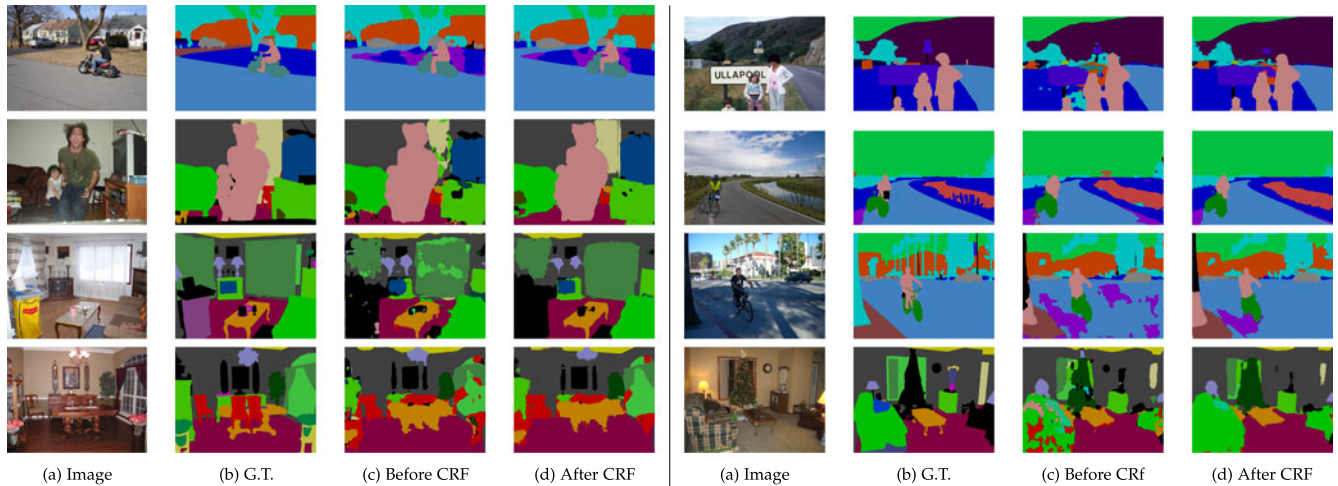 ULLAPOOL
(a) Image (b) G.T. (c) Before CRF (d) After CRF
(a) Image (b) G.T. (c) Before CRf (d) After CRF